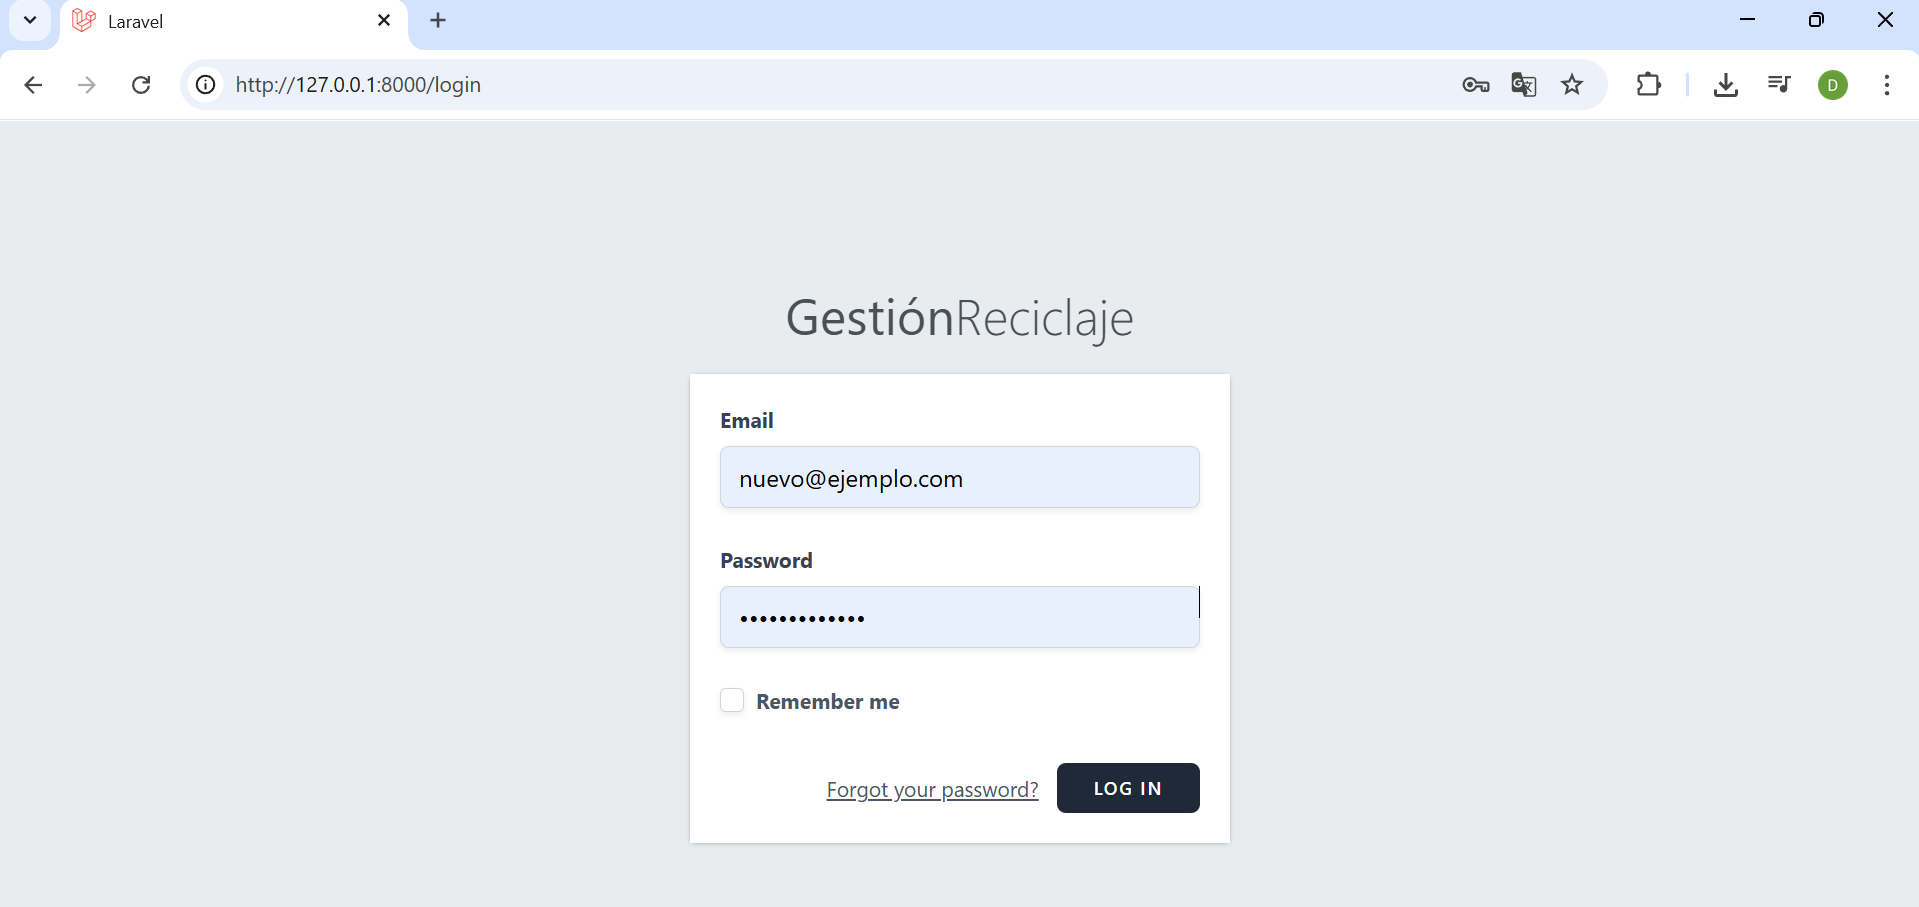 Laravel
http://127.0.0.1:8000/login
D
GestiónReciclaje
Email
nuevo@ejemplo.com
Password
•••••••••••••
Remember me
Forgot your password?
LOG IN